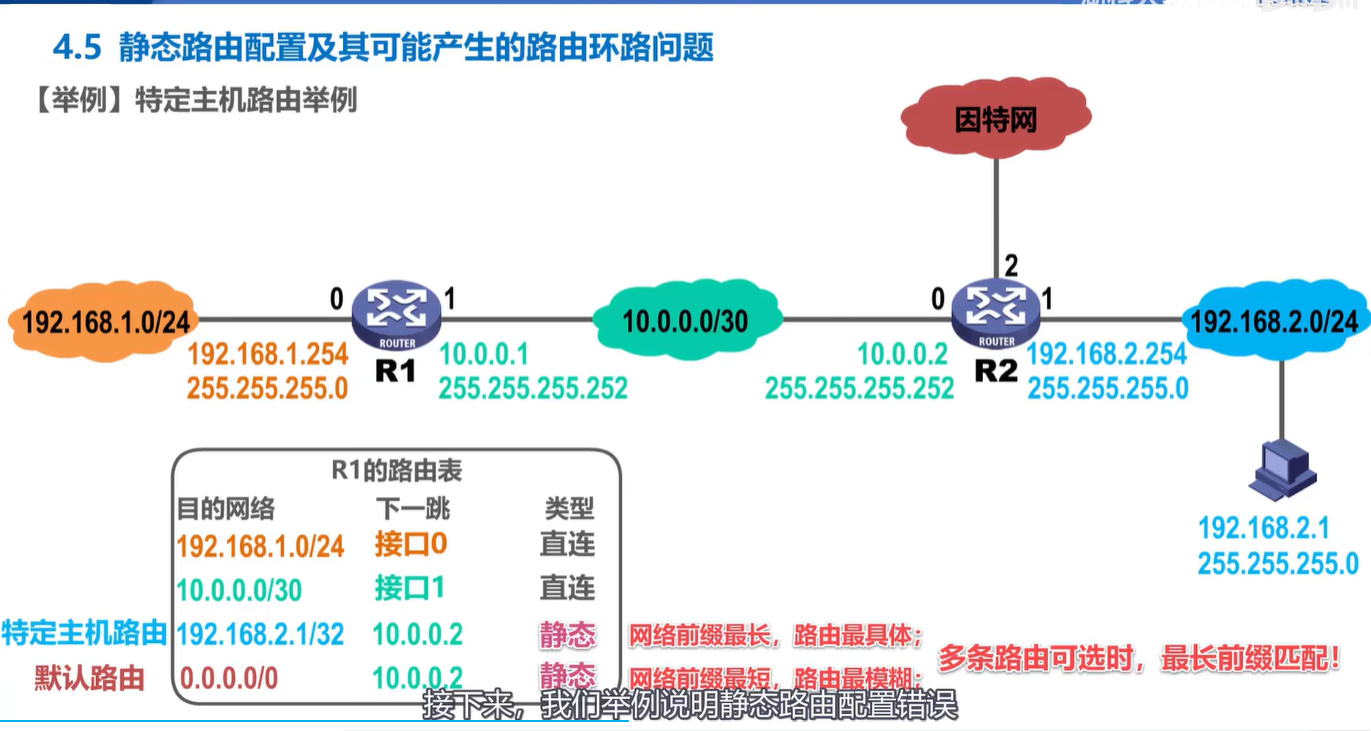 4.5 静态路由配置及其可能产生的路由环路问题
【举例】特定主机路由举例
因特网
2
0
1
0
1
192.168.1.0/24
10.0.0.0/30
192.168.2.0/24
ROUTER
ROUTER
192.168.1.254
255.255.255.0
R1
10.0.0.1
255.255.255.252
10.0.0.2
255.255.255.252
R2
192.168.2.254
255.255.255.0
192.168.2.1
255.255.255.0
R1的路由表
目的网络 下一跳 类型
192.168.1.0/24 接口0 直连
10.0.0.0/30 接口1 直连
特定主机路由 192.168.2.1/32 10.0.0.2 静态 网络前缀最长，路由最具体；
默认路由 0.0.0.0/0 10.0.0.2 静态 网络前缀最短，路由最模糊；
多条路由可选时，最长前缀匹配！
接下来，我们举例说明静态路由配置错误